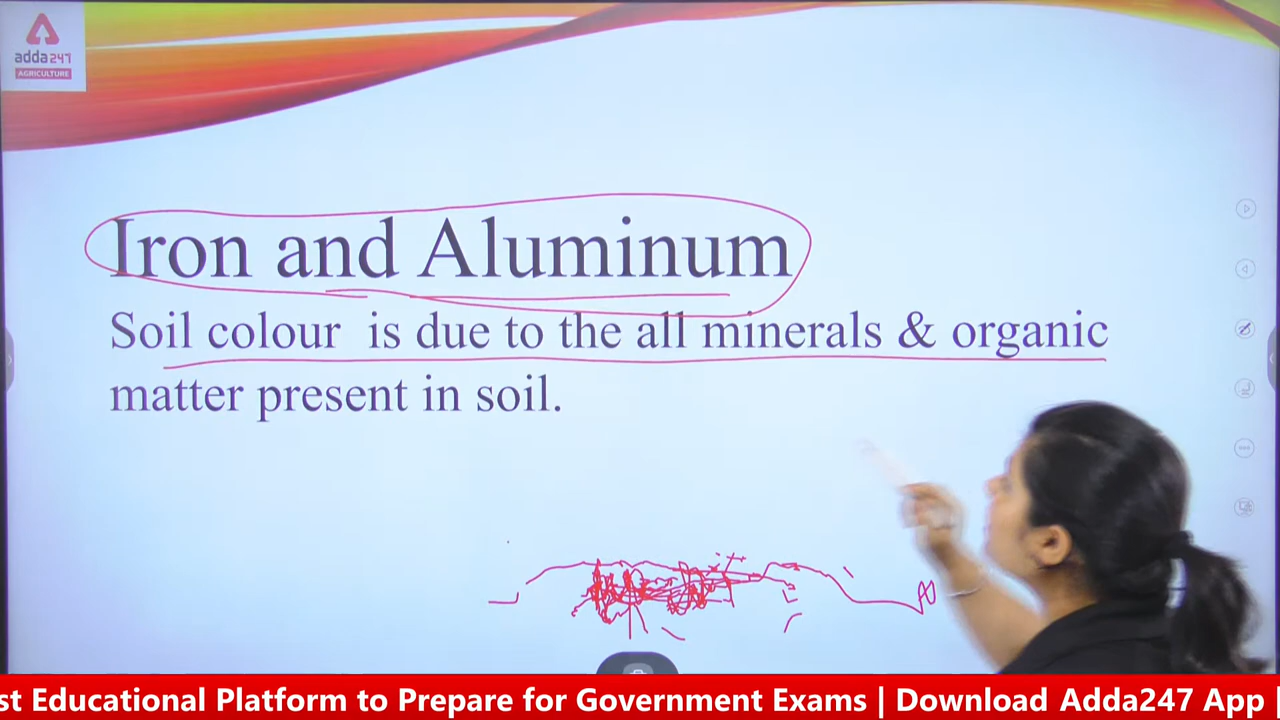 adda247
AGRICULTURE
Iron and Aluminum
Soil colour is due to the all minerals & organic
matter present in soil.
st Educational Platform to Prepare for Government Exams | Download Adda247 App